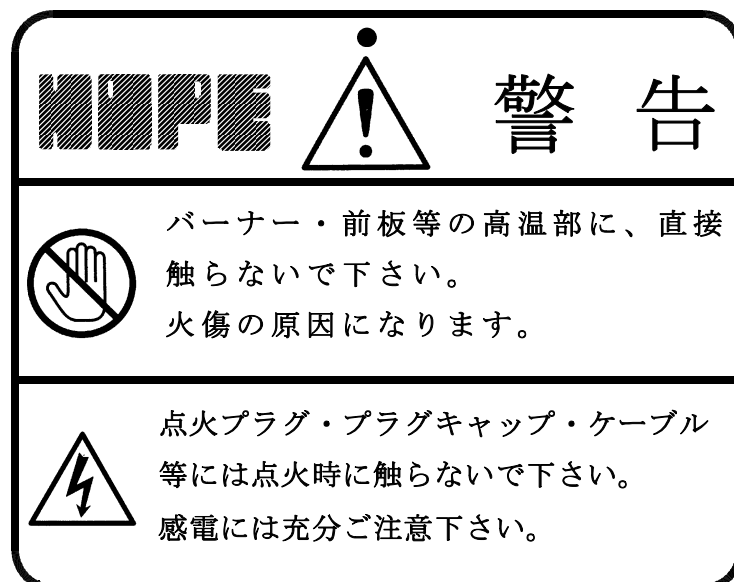 HOPE
警 告
バーナー・前板等の高温部に、直接
触らないで下さい。
火傷の原因になります。
点火プラグ・プラグキャップ・ケーブル
等には点火時に触らないで下さい。
感電には充分ご注意下さい。